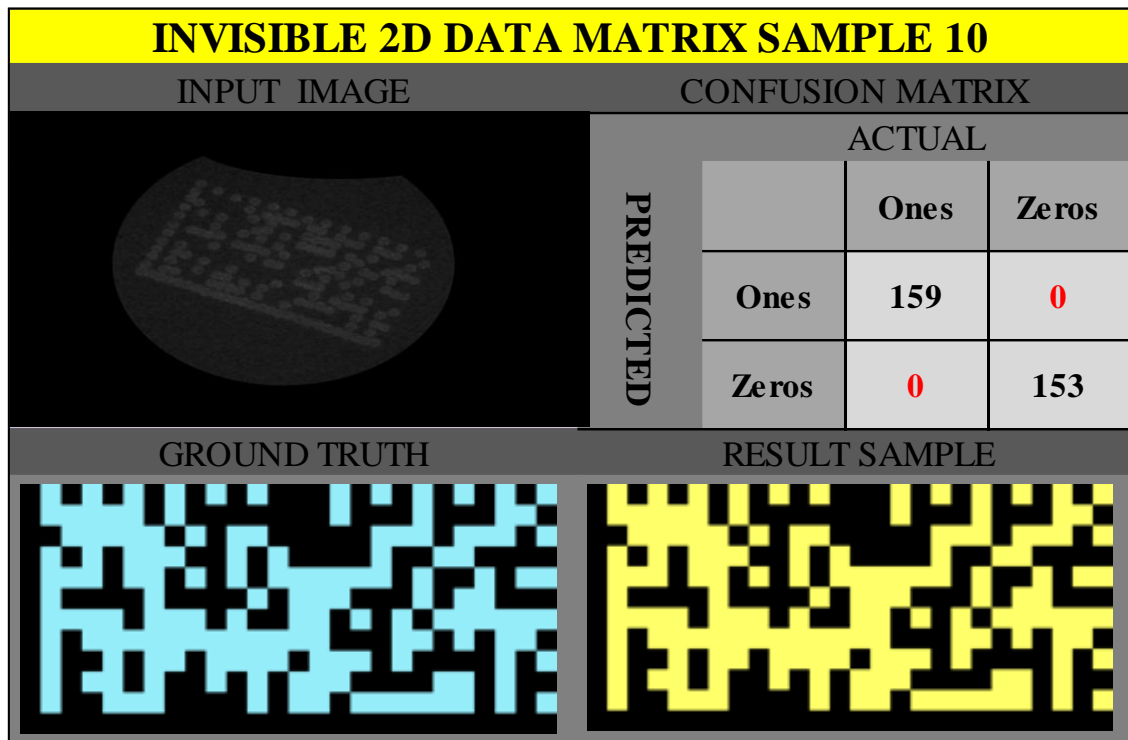 INVISIBLE 2D DATA MATRIX SAMPLE 10
INPUT IMAGE
CONFUSION MATRIX
ACTUAL
PREDICTED
Ones Zeros
Ones 159 0
Zeros 0 153
GROUND TRUTH
RESULT SAMPLE